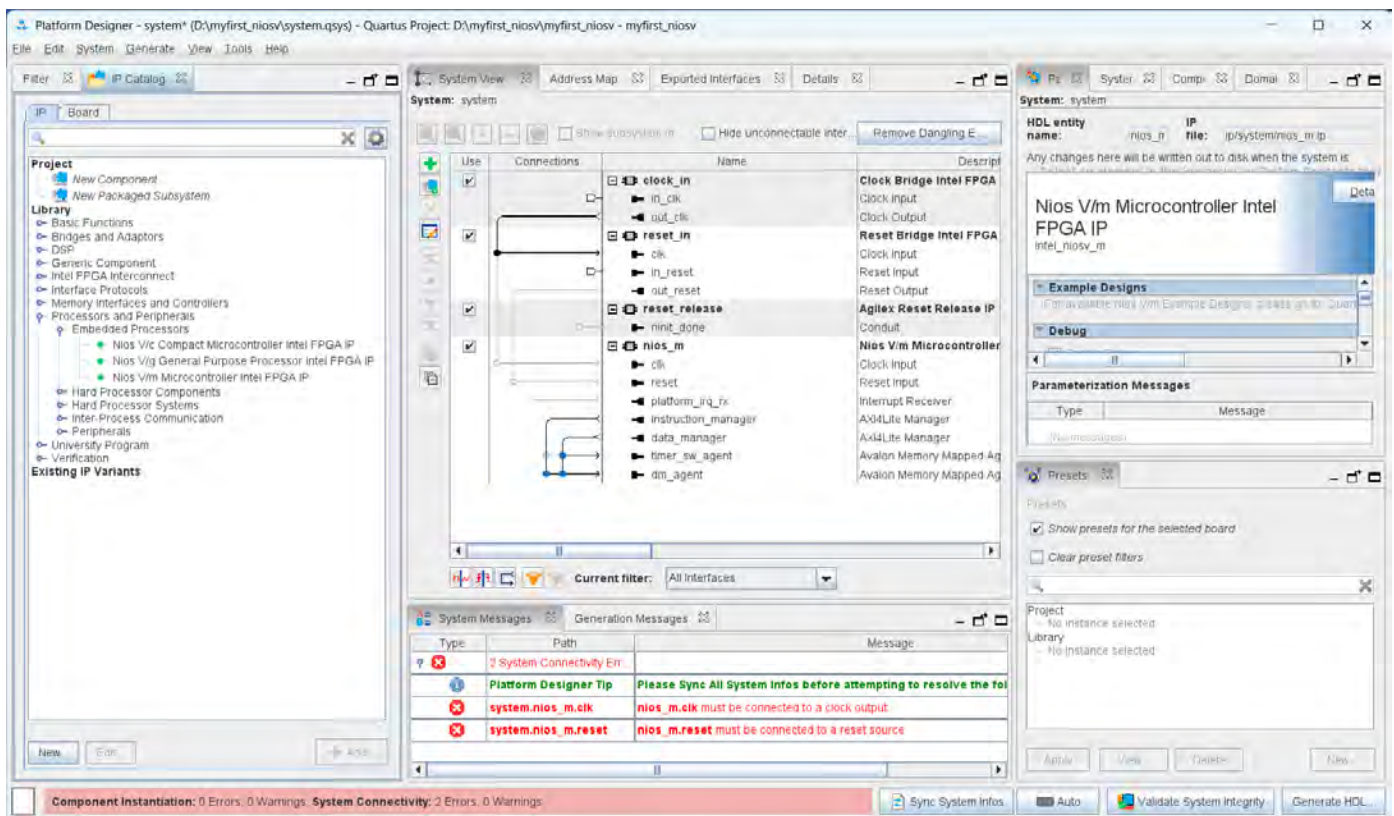 Platform Designer - system* (D:\myfirst_niosv\system.qsys) - Quartus Project: D:\myfirst_niosv\myfirst_niosv - myfirst_niosv
File Edit System Generate View Tools Help
Filter IP Catalog
IP Board
Project
New Component
New Packaged Subsystem
Library
Basic Functions
Bridges and Adaptors
DSP
Generic Component
Intel FPGA Interconnect
Interface Protocols
Memory Interfaces and Controllers
Processors and Peripherals
Embedded Processors
Nios V/c Compact Microcontroller Intel FPGA IP
Nios V/g General Purpose Processor Intel FPGA IP
Nios V/m Microcontroller Intel FPGA IP
Hard Processor Components
Hard Processor Systems
Inter-Process Communication
Peripherals
University Program
Verification
Existing IP Variants
New... Edit... Add...
System View Address Map Exported Interfaces Details
System: system
Show subsystem in Hide unconnectable inter... Remove Dangling E...
Use Connections Name Descript
clock_in Clock Bridge Intel FPGA
in_clk Clock Input
out_clk Clock Output
reset_in Reset Bridge Intel FPGA
clk Clock Input
in_reset Reset Input
out_reset Reset Output
reset_release Agilex Reset Release IP
ninit_done Conduit
nios_m Nios V/m Microcontroller
clk Clock Input
reset Reset Input
platform_irq_rx Interrupt Receiver
instruction_manager AXI4Lite Manager
data_manager AXI4Lite Manager
timer_sw_agent Avalon Memory Mapped Ag
dm_agent Avalon Memory Mapped Ag
Current filter: All Interfaces
System Messages Generation Messages
Type Path Message
2 System Connectivity Err...
Platform Designer Tip Please Sync All System Infos before attempting to resolve the fol
system.nios_m.clk nios_m.clk must be connected to a clock output
system.nios_m.reset nios_m.reset must be connected to a reset source
Pa Syster Compi Domai
System: system
HDL entity name: nios_m IP file: ip/system/nios_m.ip
Any changes here will be written out to disk when the system is
Nios V/m Microcontroller Intel FPGA IP
intel_niosv_m
Deta
Example Designs
Debug
Parameterization Messages
Type Message
(No messages)
Presets
Presets
Show presets for the selected board
Clear preset filters
Project
No instance selected
Library
No instance selected
Apply View... Delete New...
Component Instantiation: 0 Errors, 0 Warnings, System Connectivity: 2 Errors, 0 Warnings
Sync System Infos Auto Validate System Integrity Generate HDL...